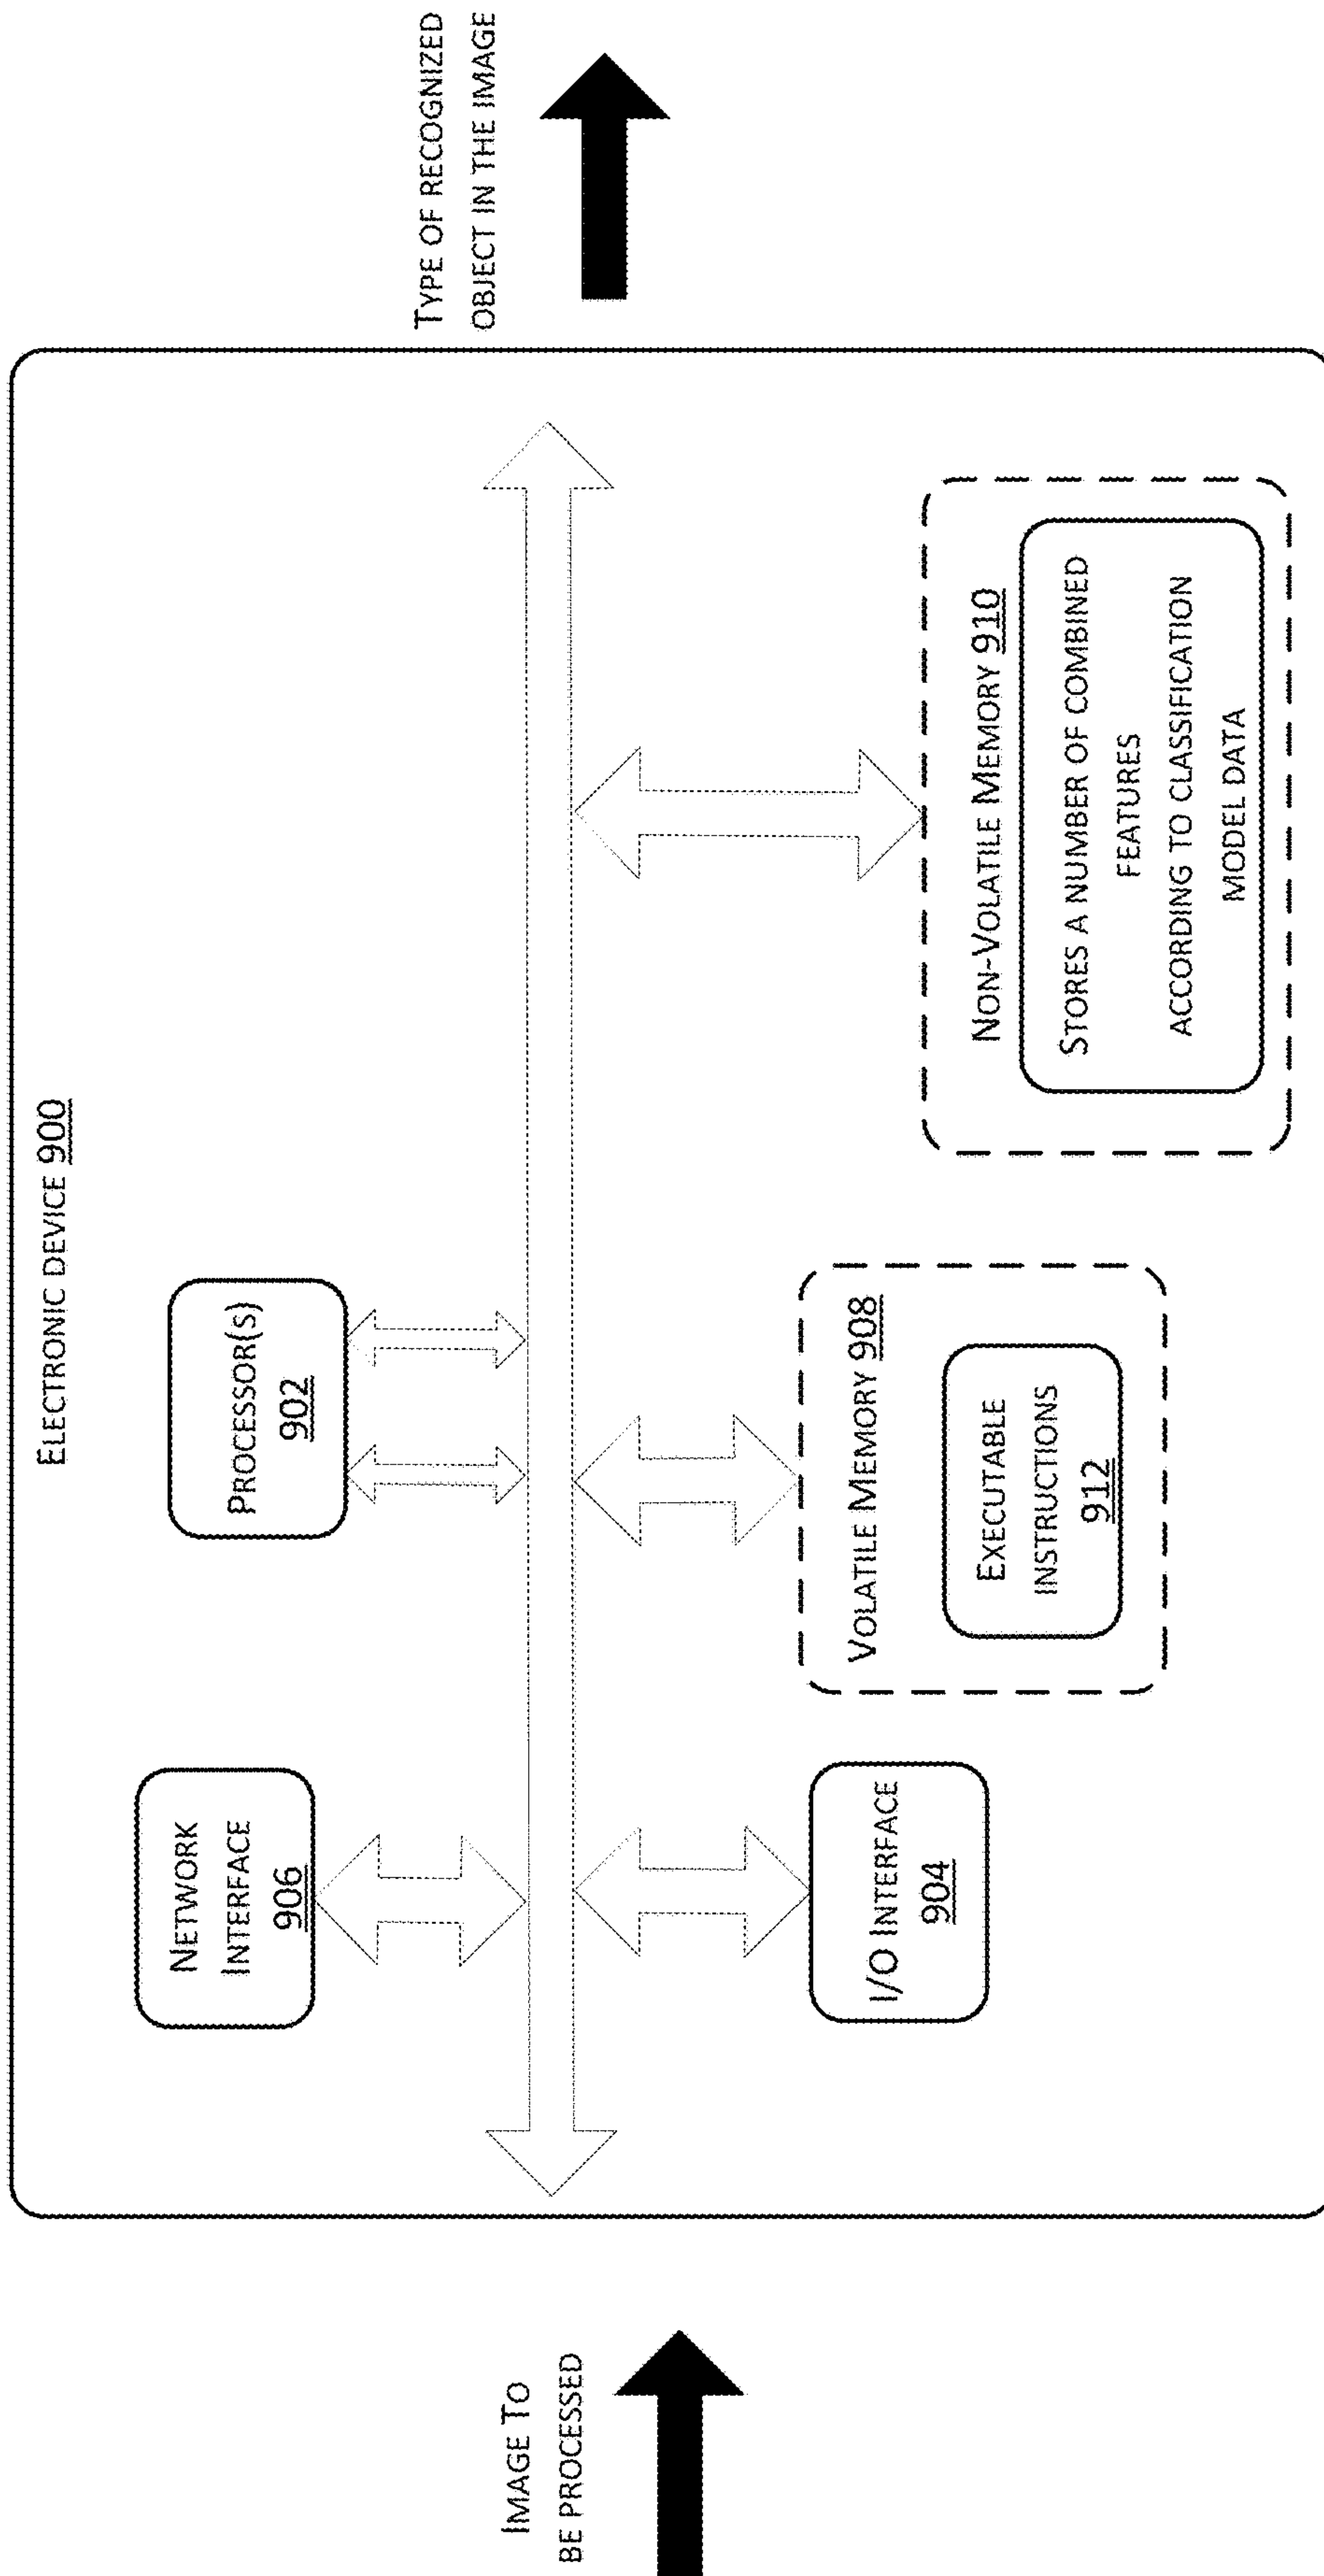 ELECTRONIC DEVICE 900
IMAGE TO
BE PROCESSED
NETWORK
INTERFACE
906
PROCESSOR(S)
902
TYPE OF RECOGNIZED
OBJECT IN THE IMAGE
I/O INTERFACE
904
VOLATILE MEMORY 908
EXECUTABLE
INSTRUCTIONS
912
NON-VOLATILE MEMORY 910
STORES A NUMBER OF COMBINED
FEATURES
ACCORDING TO CLASSIFICATION
MODEL DATA